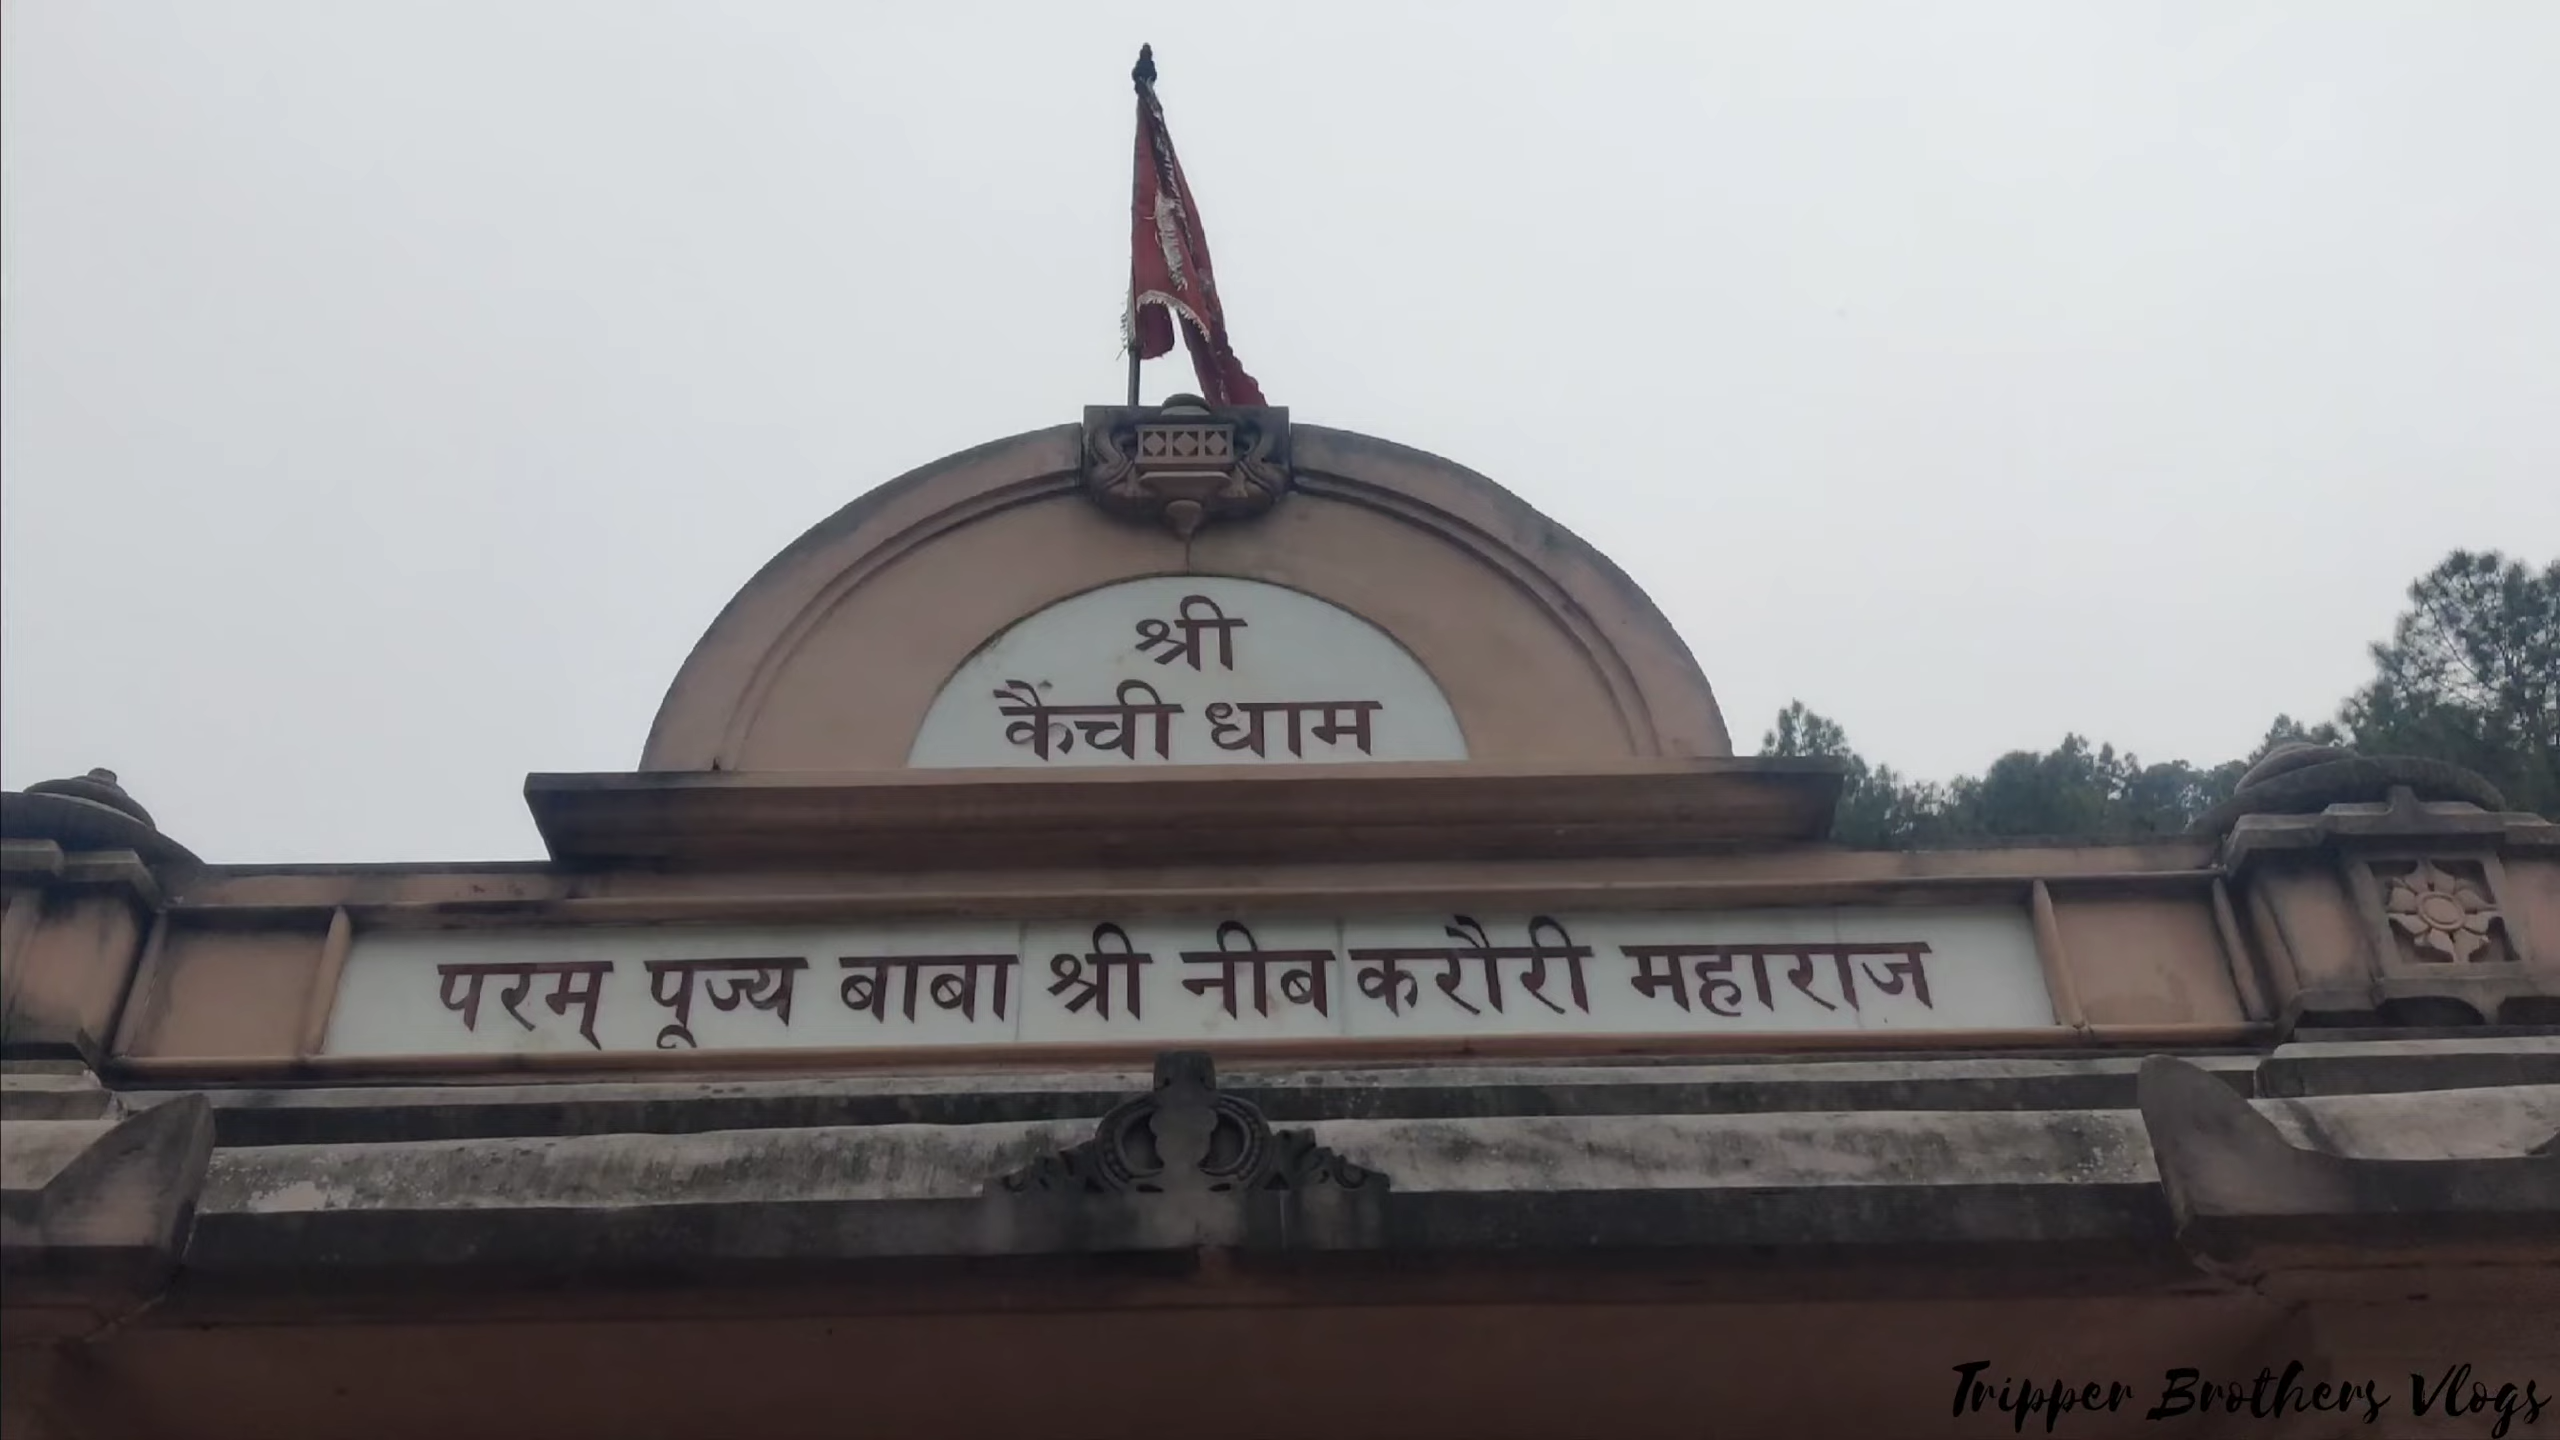 श्री
कैंची धाम
परम् पूज्य बाबा श्री नीब करौरी महाराज
Tripper Brothers Vlogs